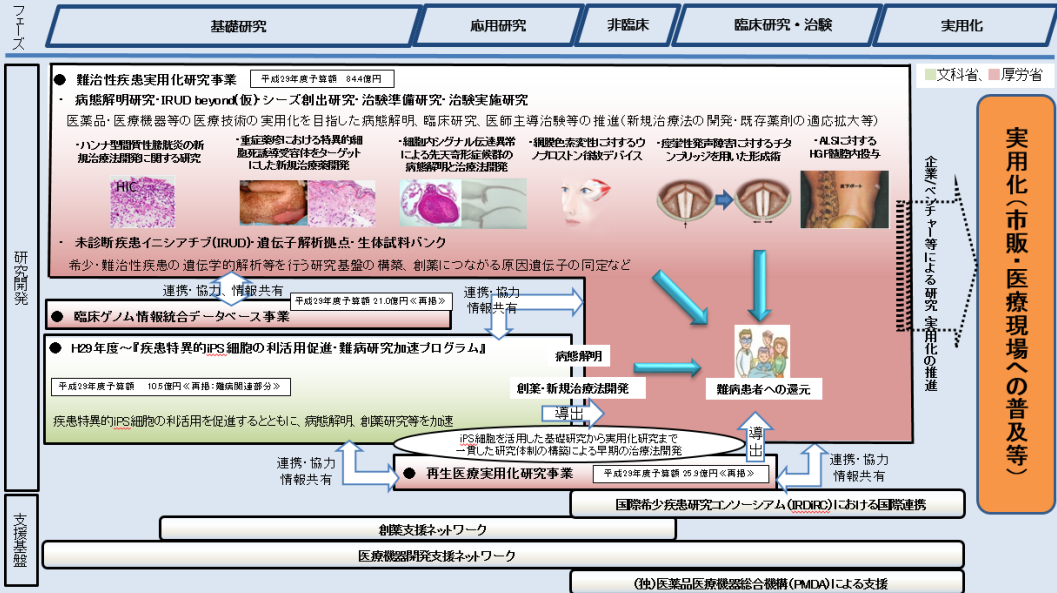 フェーズ
基礎研究
応用研究
非臨床
臨床研究・治験
実用化
研究開発
文科省、厚労省
● 難治性疾患実用化研究事業
平成29年度予算額 84.4億円
・ 病態解明研究・IRUD beyond(仮)・シーズ創出研究・治験準備研究・治験実施研究
医薬品・医療機器等の医療技術の実用化を目指した病態解明、臨床研究、医師主導治験等の推進(新規治療法の開発・既存薬剤の適応拡大等)
・ハンナ型間質性膀胱炎の新
規治療法開発に関する研究
・重症薬疹における特異的細
胞死誘導受容体をターゲット
にした新規治療薬開発
・細胞内シグナル伝達異常
による先天奇形症候群の
病態解明と治療法開発
・網膜色素変性に対するウ
ノプロストン徐放デバイス
・痙攣性発声障害に対するチタ
ンブリッジを用いた形成術
・ALSに対する
HGF細胞内投与
HIC
皮下ポート
・ 未診断疾患イニシアチブ(IRUD)・遺伝子解析拠点・生体試料バンク
希少・難治性疾患の遺伝学的解析等を行う研究基盤の構築、創薬につながる原因遺伝子の同定など
連携・協力、情報共有
平成29年度予算額 21.0億円≪再掲≫
● 臨床ゲノム情報統合データベース事業
連携・協力
情報共有
● H29年度～『疾患特異的iPS細胞の利活用促進・難病研究加速プログラム』
平成29年度予算額 10.5億円≪再掲:難病関連部分≫
疾患特異的iPS細胞の利活用を促進するとともに、病態解明、創薬研究等を加速
病態解明
創薬・新規治療法開発
導出
難病患者への還元
導出
iPS細胞を活用した基礎研究から実用化研究まで
一貫した研究体制の構築による早期の治療法開発
連携・協力
情報共有
● 再生医療実用化研究事業
平成29年度予算額 25.9億円≪再掲≫
連携・協力
情報共有
企業・ベンチャー等による研究・実用化の推進
実用化(市販・医療現場への普及等)
支援基盤
国際希少疾患研究コンソーシアム(IRDiRC)における国際連携
創薬支援ネットワーク
医療機器開発支援ネットワーク
(独)医薬品医療機器総合機構(PMDA)による支援